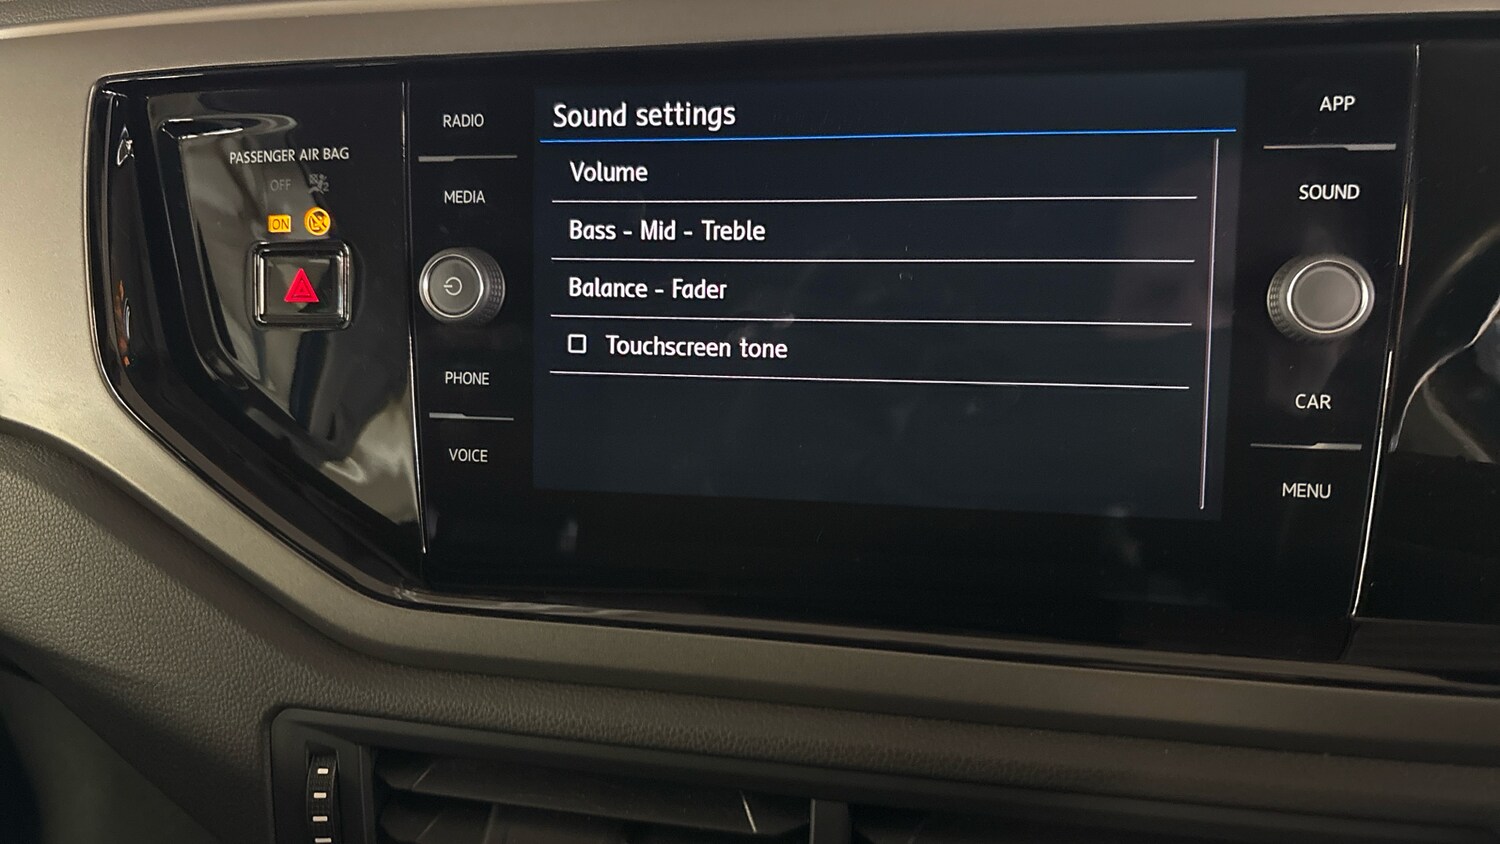 PASSENGER AIR BAG
OFF
ON
RADIO
MEDIA
PHONE
VOICE
Sound settings
Volume
Bass - Mid - Treble
Balance - Fader
Touchscreen tone
APP
SOUND
CAR
MENU